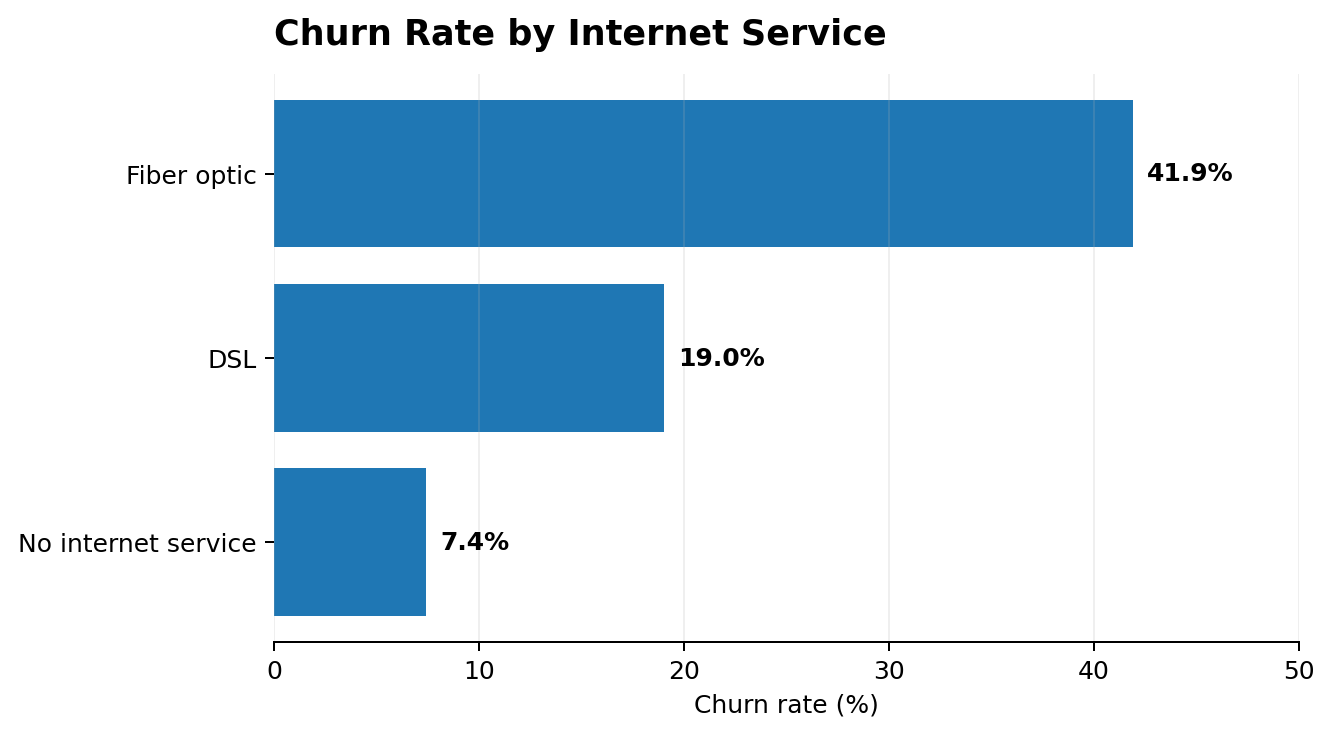 Churn Rate by Internet Service
Fiber optic
41.9%
DSL
19.0%
No internet service
7.4%
0 10 20 30 40 50
Churn rate (%)